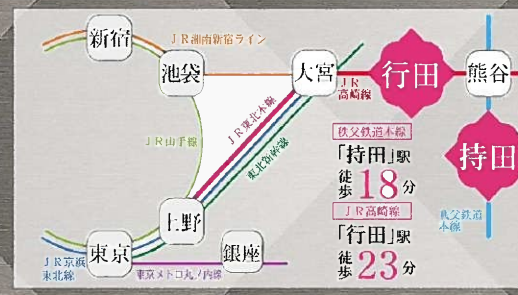 新宿
JR湘南新宿ライン
池袋
大宮
JR
高崎線
行田
熊谷
JR東北本線
東北新幹線
JR山手線
秩父鉄道本線
「持田」駅
徒歩18分
JR高崎線
「行田」駅
徒歩23分
持田
秩父鉄道
本線
上野
東京
銀座
JR京浜
東北線
東京メトロ丸ノ内線